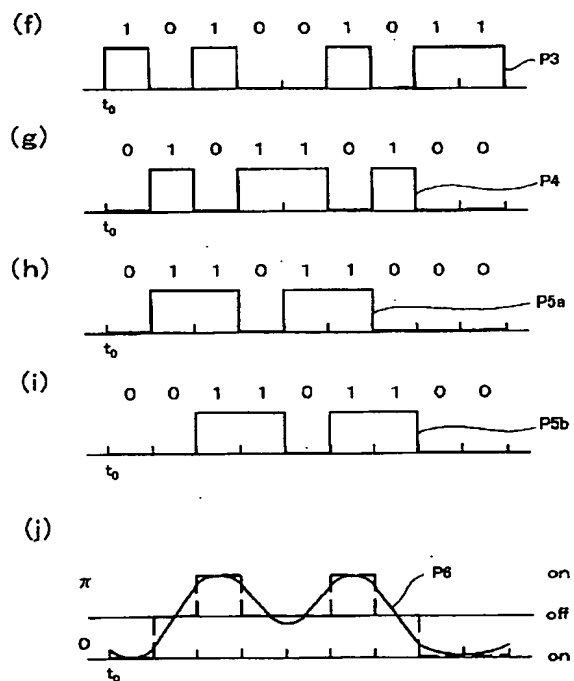 (f)
1 0 1 0 0 1 0 1 1
P3
t0
(g)
0 1 0 1 1 0 1 0 0
P4
t0
(h)
0 1 1 0 1 1 0 0 0
P5a
t0
(i)
0 0 1 1 0 1 1 0 0
P5b
t0
(j)
π
P6
on
off
0
on
t0